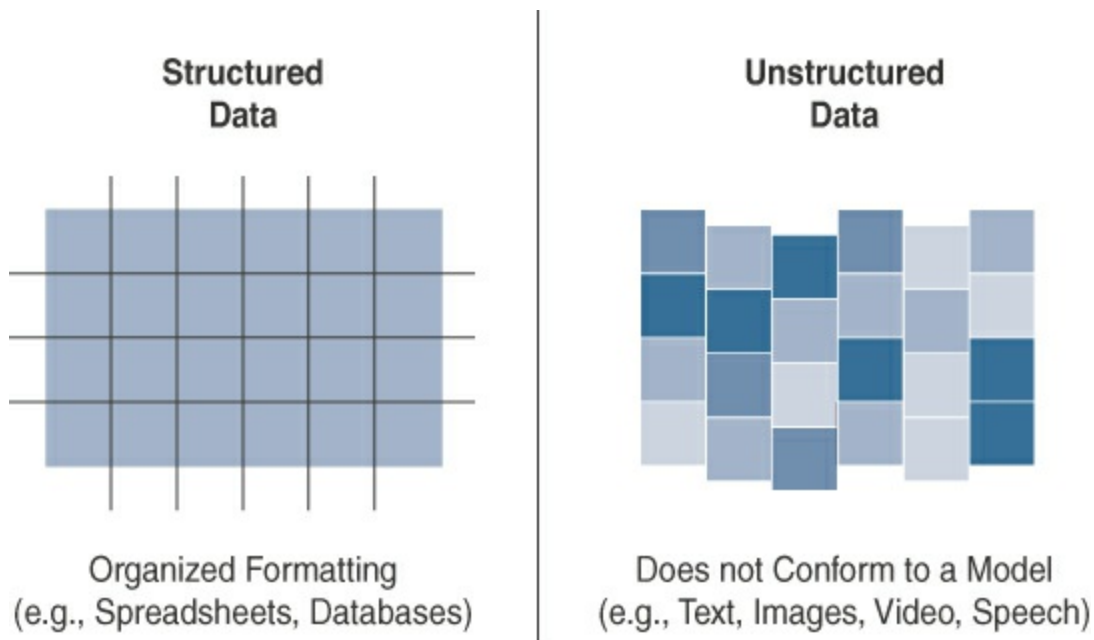 Structured
Data
Organized Formatting
(e.g., Spreadsheets, Databases)
Unstructured
Data
Does not Conform to a Model
(e.g., Text, Images, Video, Speech)